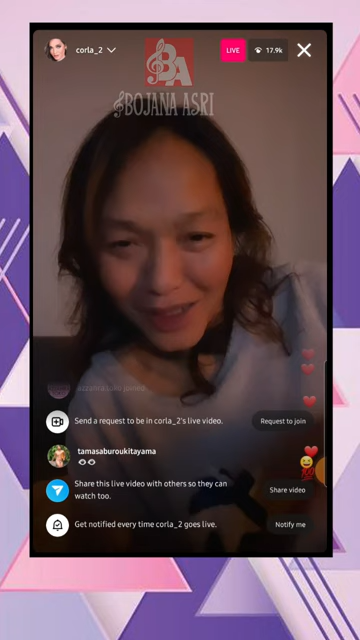 corla_2
LIVE
17.9k
BA
BOJANA ASRI
Send a request to be in corla_2's live video.
Request to join
tamasaburoukitayama
👀
Share this live video with others so they can
watch too.
Share video
Get notified every time corla_2 goes live.
Notify me